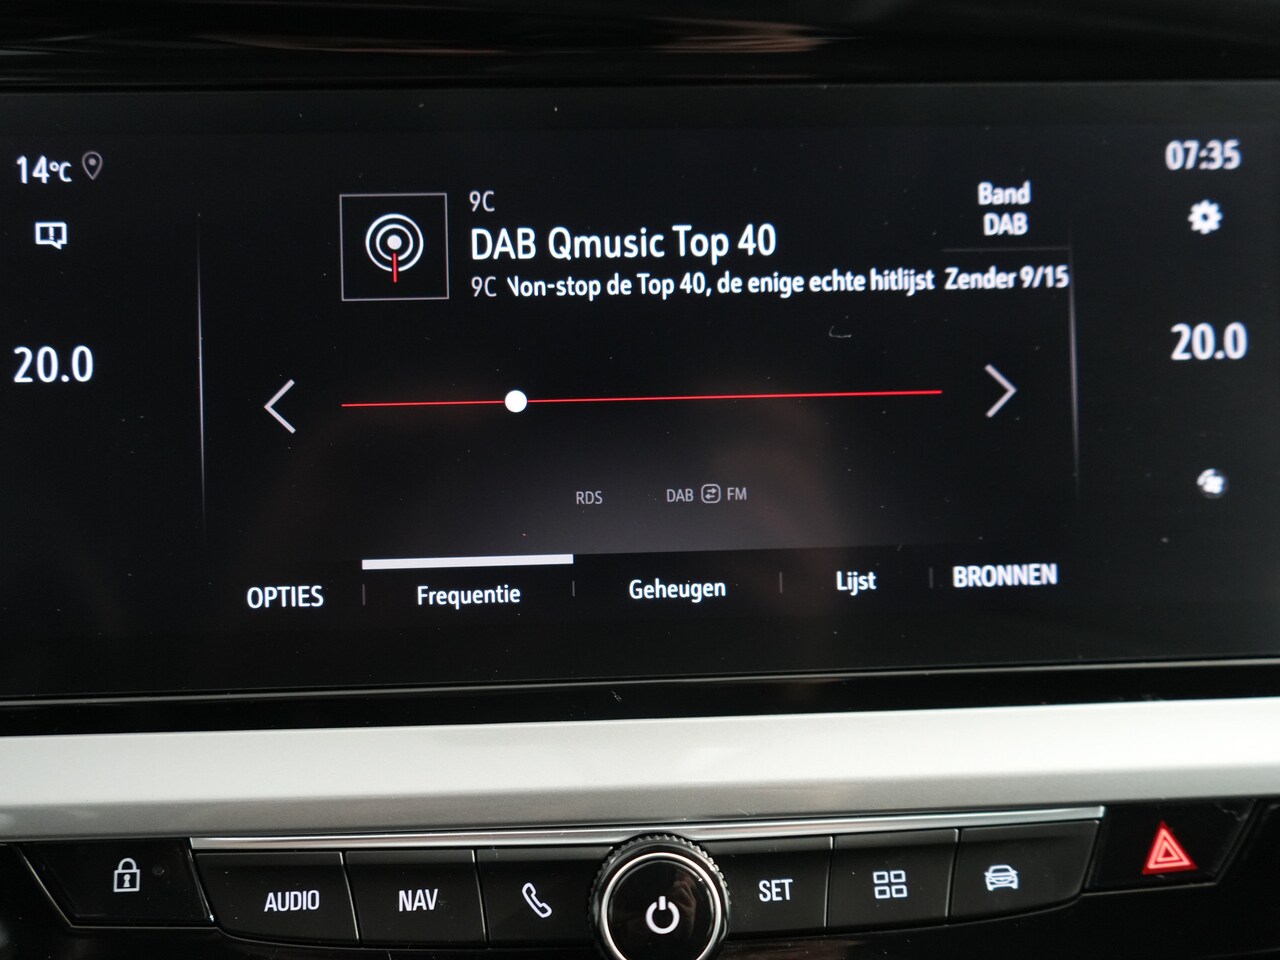 14°C
07:35
9C
Band
DAB
DAB Qmusic Top 40
9C Von-stop de Top 40, de enige echte hitlijst
Zender 9/15
20.0
20.0
RDS
DAB FM
OPTIES
Frequentie
Geheugen
Lijst
BRONNEN
AUDIO
NAV
SET